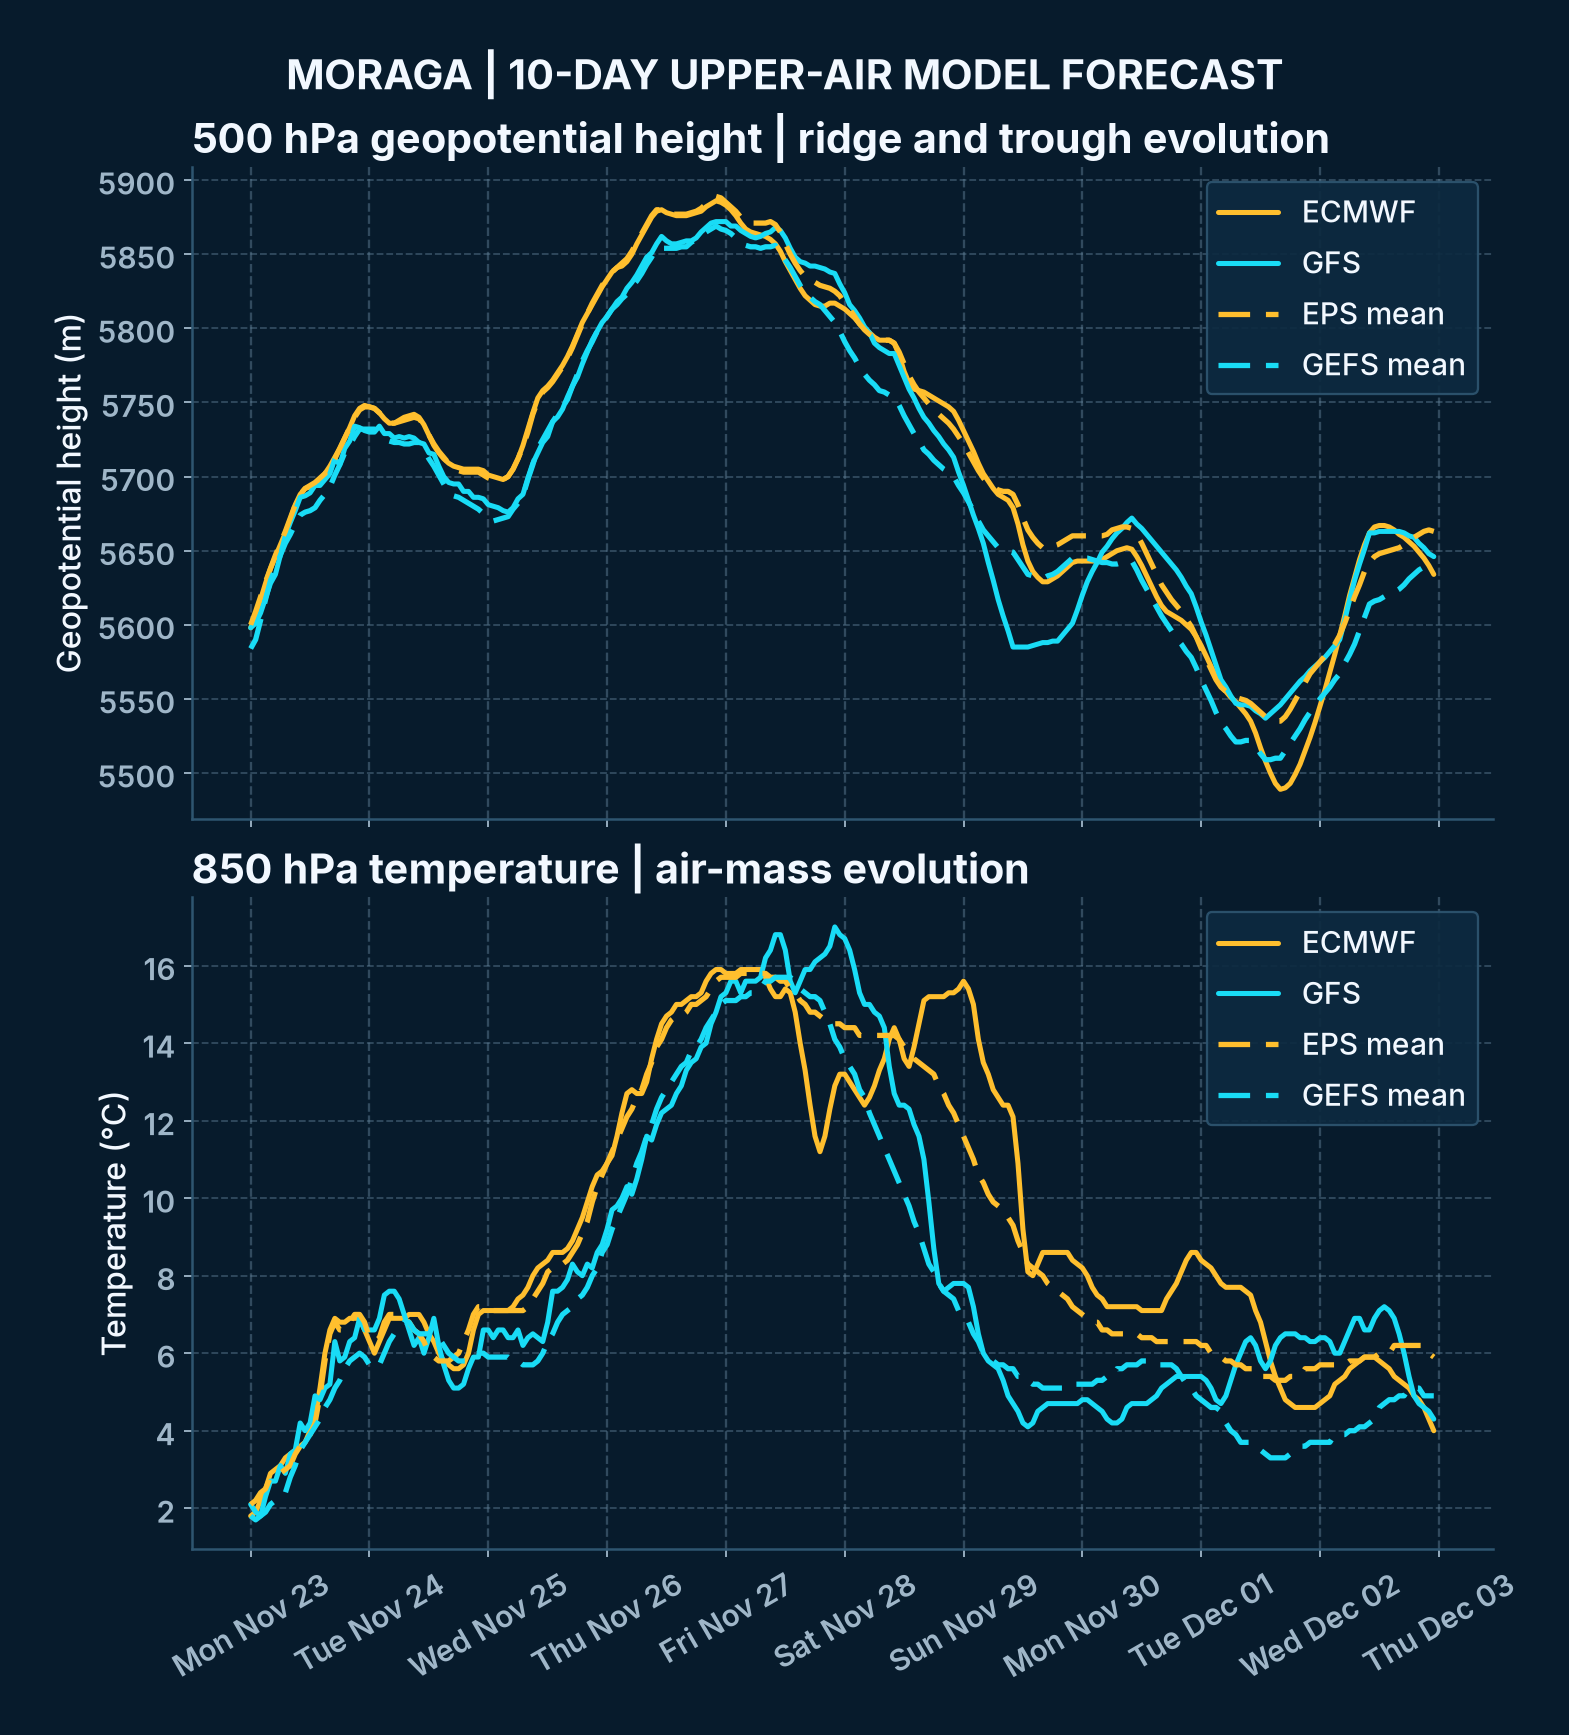 MORAGA | 10-DAY UPPER-AIR MODEL FORECAST
500 hPa geopotential height | ridge and trough evolution
Geopotential height (m)
5900
5850
5800
5750
5700
5650
5600
5550
5500
ECMWF
GFS
EPS mean
GEFS mean
850 hPa temperature | air-mass evolution
Temperature (°C)
16
14
12
10
8
6
4
2
ECMWF
GFS
EPS mean
GEFS mean
Mon Nov 23
Tue Nov 24
Wed Nov 25
Thu Nov 26
Fri Nov 27
Sat Nov 28
Sun Nov 29
Mon Nov 30
Tue Dec 01
Wed Dec 02
Thu Dec 03